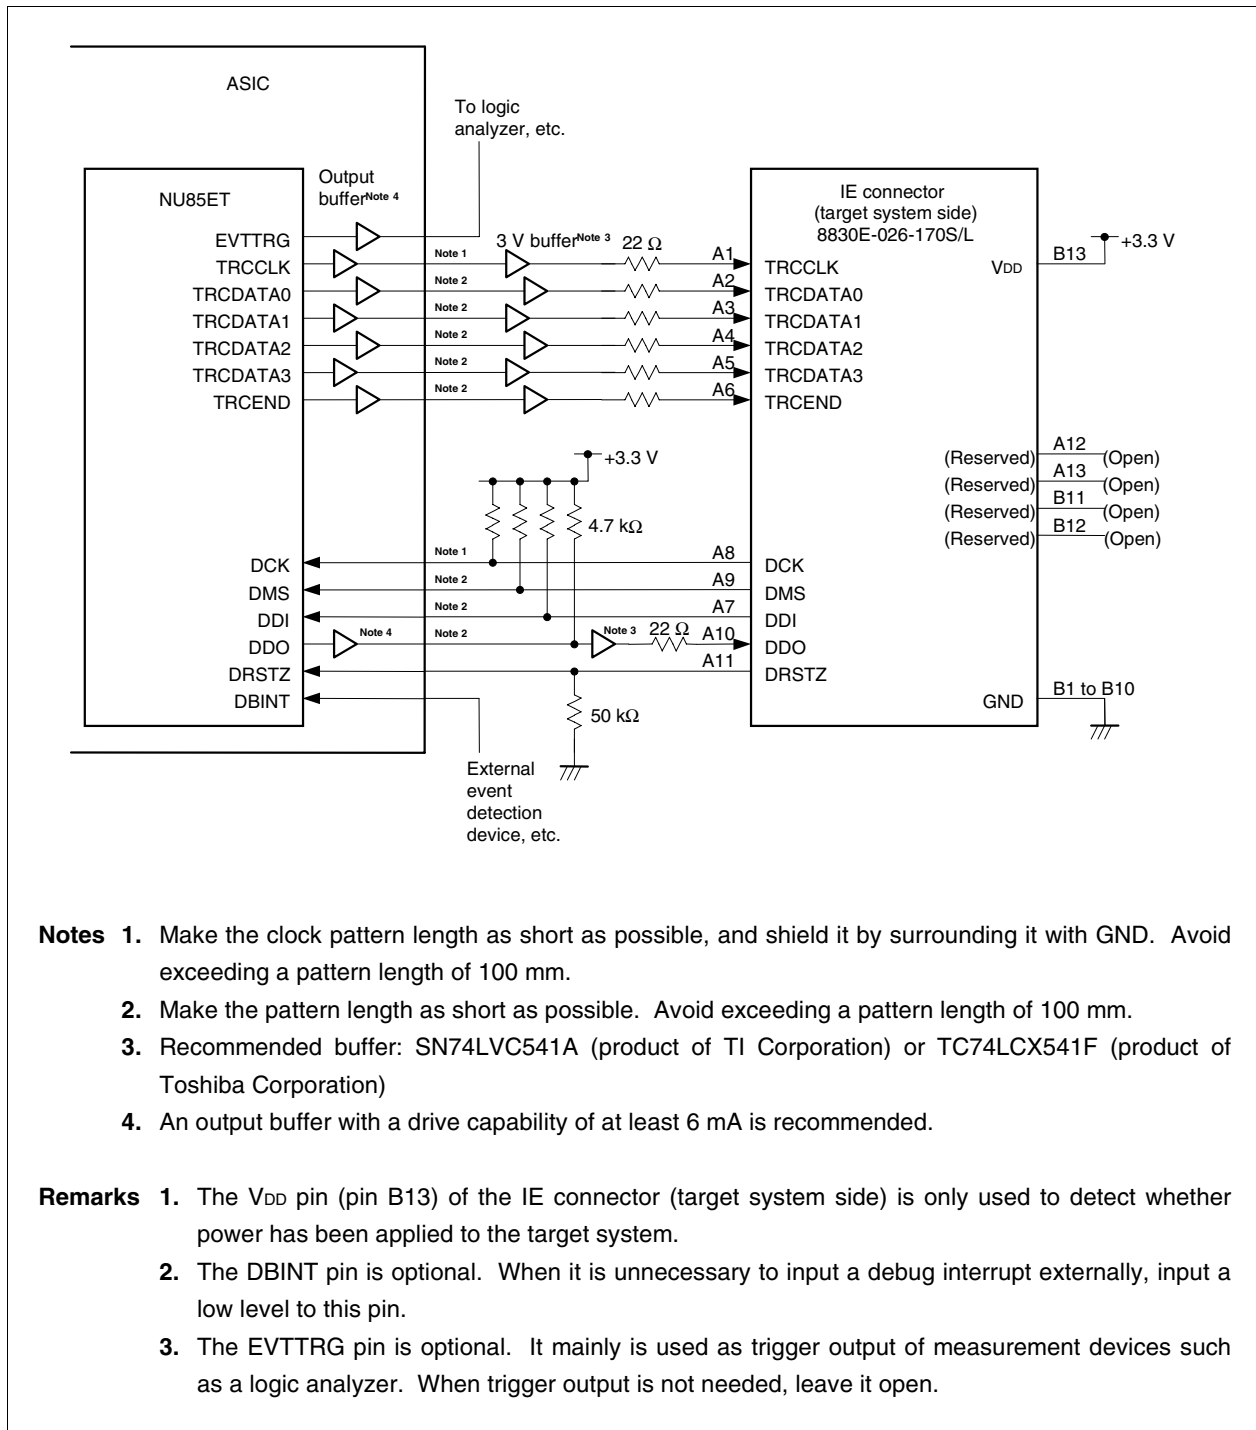 ASIC
To logic
analyzer, etc.
NU85ET
Output
bufferNote 4
IE connector
(target system side)
8830E-026-170S/L
EVTTRG
TRCCLK
TRCDATA0
TRCDATA1
TRCDATA2
TRCDATA3
TRCEND
Note 1
Note 2
Note 2
Note 2
Note 2
Note 2
3 V bufferNote 3
22 Ω
A1
A2
A3
A4
A5
A6
TRCCLK
TRCDATA0
TRCDATA1
TRCDATA2
TRCDATA3
TRCEND
VDD
B13
+3.3 V
(Reserved) A12 (Open)
(Reserved) A13 (Open)
(Reserved) B11 (Open)
(Reserved) B12 (Open)
+3.3 V
4.7 kΩ
DCK
DMS
DDI
DDO
DRSTZ
DBINT
Note 1
Note 2
Note 2
Note 4
Note 2
Note 3
22 Ω
A8
A9
A7
A10
A11
DCK
DMS
DDI
DDO
DRSTZ
GND
B1 to B10
50 kΩ
External
event
detection
device, etc.
Notes 1. Make the clock pattern length as short as possible, and shield it by surrounding it with GND. Avoid
exceeding a pattern length of 100 mm.
2. Make the pattern length as short as possible. Avoid exceeding a pattern length of 100 mm.
3. Recommended buffer: SN74LVC541A (product of TI Corporation) or TC74LCX541F (product of
Toshiba Corporation)
4. An output buffer with a drive capability of at least 6 mA is recommended.
Remarks 1. The VDD pin (pin B13) of the IE connector (target system side) is only used to detect whether
power has been applied to the target system.
2. The DBINT pin is optional. When it is unnecessary to input a debug interrupt externally, input a
low level to this pin.
3. The EVTTRG pin is optional. It mainly is used as trigger output of measurement devices such
as a logic analyzer. When trigger output is not needed, leave it open.